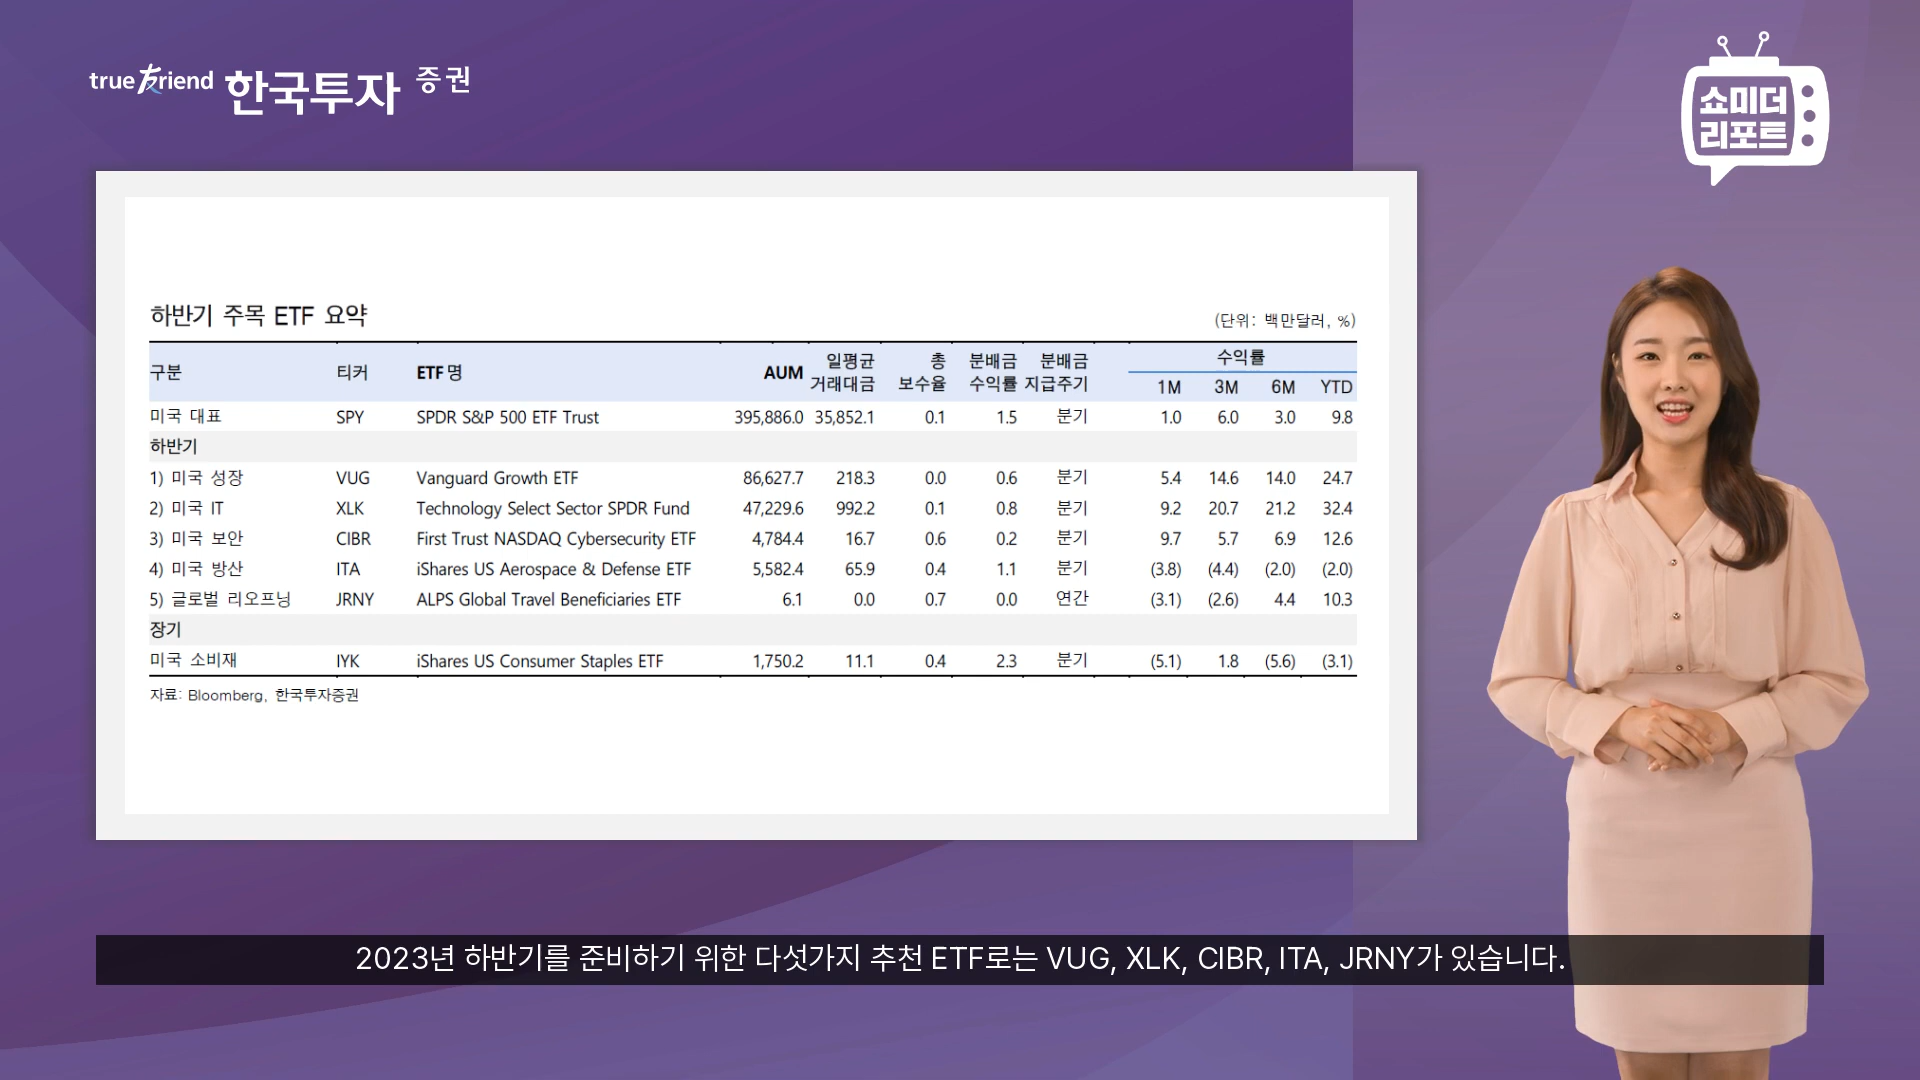 true友riend 한국투자 증권
쇼미더
리포트
하반기 주목 ETF 요약 (단위: 백만달러, %)
구분 티커 ETF명 AUM 일평균 거래대금 총 보수율 분배금 수익률 분배금 지급주기 수익률
1M 3M 6M YTD
미국 대표 SPY SPDR S&P 500 ETF Trust 395,886.0 35,852.1 0.1 1.5 분기 1.0 6.0 3.0 9.8
하반기
1) 미국 성장 VUG Vanguard Growth ETF 86,627.7 218.3 0.0 0.6 분기 5.4 14.6 14.0 24.7
2) 미국 IT XLK Technology Select Sector SPDR Fund 47,229.6 992.2 0.1 0.8 분기 9.2 20.7 21.2 32.4
3) 미국 보안 CIBR First Trust NASDAQ Cybersecurity ETF 4,784.4 16.7 0.6 0.2 분기 9.7 5.7 6.9 12.6
4) 미국 방산 ITA iShares US Aerospace & Defense ETF 5,582.4 65.9 0.4 1.1 분기 (3.8) (4.4) (2.0) (2.0)
5) 글로벌 리오프닝 JRNY ALPS Global Travel Beneficiaries ETF 6.1 0.0 0.7 0.0 연간 (3.1) (2.6) 4.4 10.3
장기
미국 소비재 IYK iShares US Consumer Staples ETF 1,750.2 11.1 0.4 2.3 분기 (5.1) 1.8 (5.6) (3.1)
자료: Bloomberg, 한국투자증권
2023년 하반기를 준비하기 위한 다섯가지 추천 ETF로는 VUG, XLK, CIBR, ITA, JRNY가 있습니다.